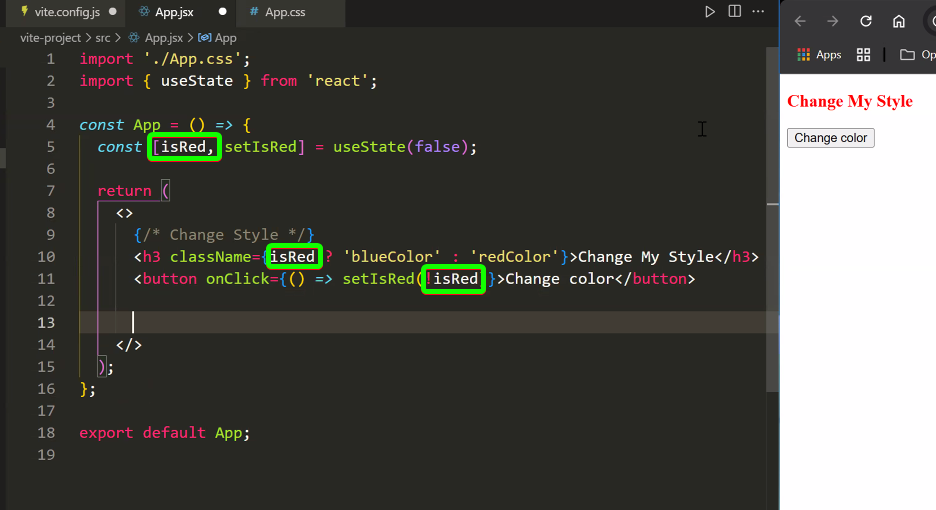 vite.config.js
App.jsx
App.css
vite-project > src > App.jsx > App
1 import './App.css';
2 import { useState } from 'react';
3
4 const App = () => {
5 const [isRed, setIsRed] = useState(false);
6
7 return (
8 <>
9 {/* Change Style */}
10 <h3 className={isRed ? 'blueColor' : 'redColor'}>Change My Style</h3>
11 <button onClick={() => setIsRed(!isRed)}>Change color</button>
12
13
14 </>
15 );
16 };
17
18 export default App;
19
Apps
Op
Change My Style
Change color